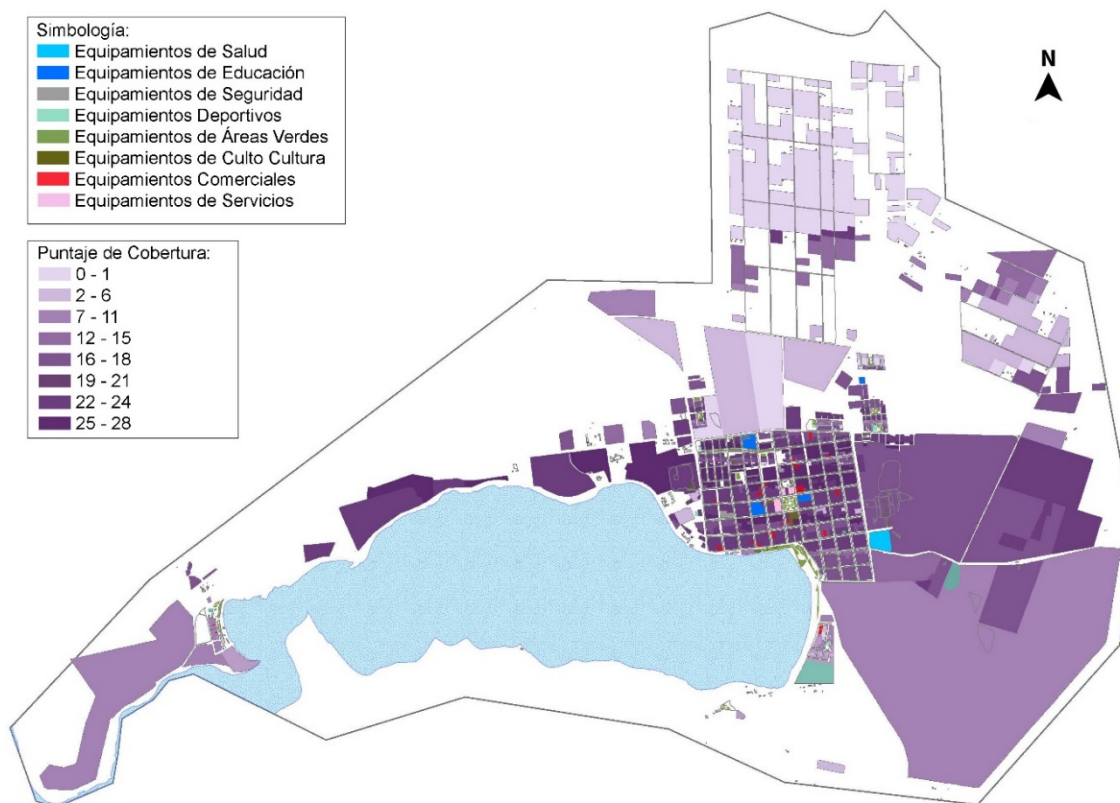 Simbología:
Equipamientos de Salud
Equipamientos de Educación
Equipamientos de Seguridad
Equipamientos Deportivos
Equipamientos de Áreas Verdes
Equipamientos de Culto Cultura
Equipamientos Comerciales
Equipamientos de Servicios
N
Puntaje de Cobertura:
0 - 1
2 - 6
7 - 11
12 - 15
16 - 18
19 - 21
22 - 24
25 - 28